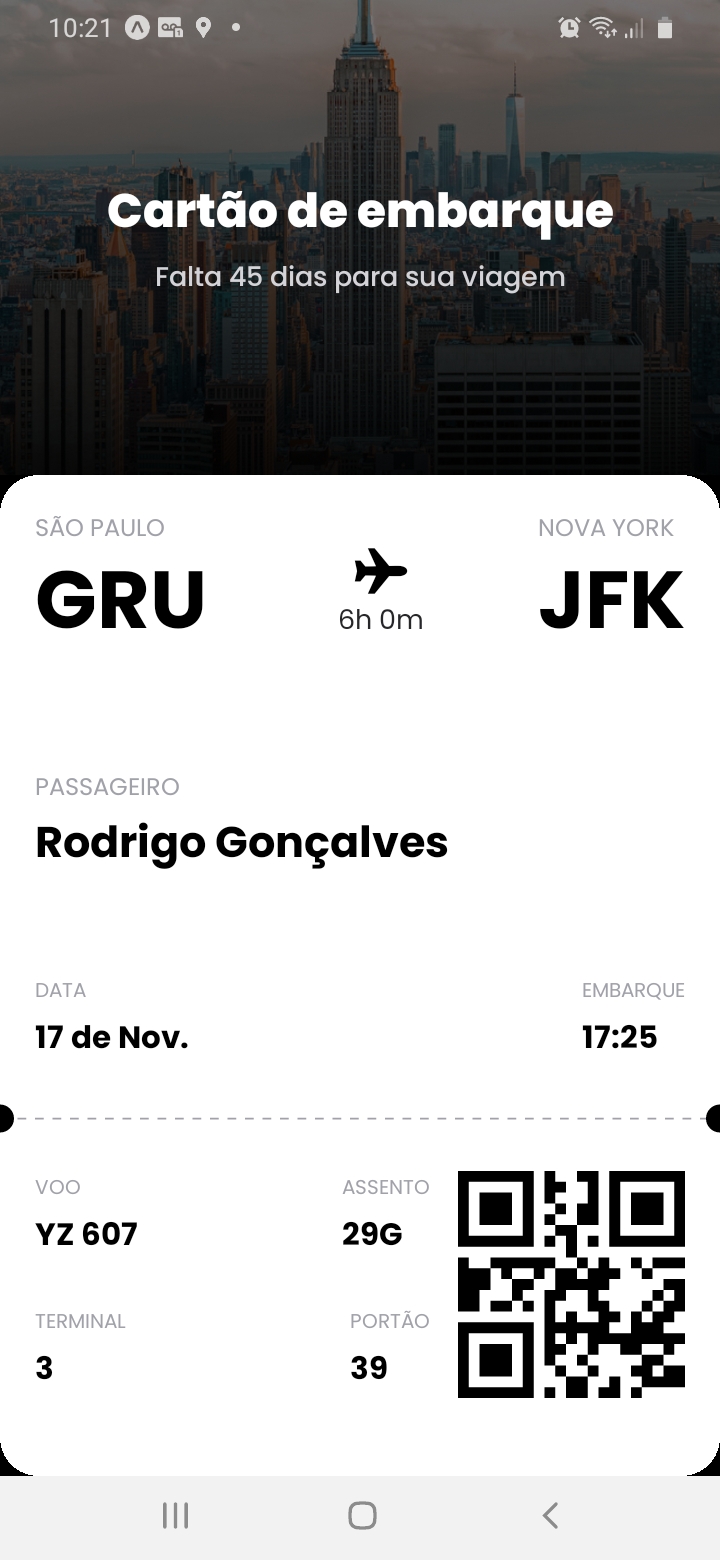 10:21
Cartão de embarque
Falta 45 dias para sua viagem
SÃO PAULO
NOVA YORK
GRU
6h 0m
JFK
PASSAGEIRO
Rodrigo Gonçalves
DATA
EMBARQUE
17 de Nov.
17:25
VOO
ASSENTO
YZ 607
29G
TERMINAL
PORTÃO
3
39